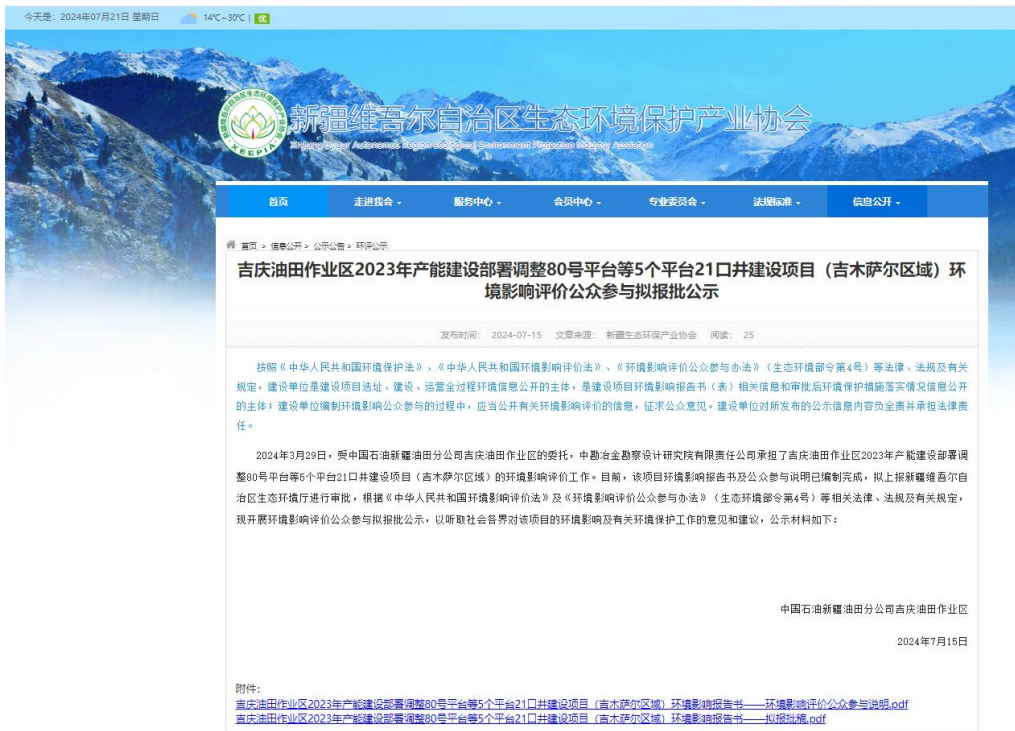 今天是: 2024年07月21日 星期日 14℃~30℃ | 优
新疆维吾尔自治区生态环境保护产业协会
Xinjiang Uygur Autonomous Region ecological Environment Protection Industry Association
XEEPIA
首页 走进我会 服务中心 会员中心 专业委员会 法规标准 信息公开
首页 > 信息公开 > 公示公告 > 环评公示
吉庆油田作业区2023年产能建设部署调整80号平台等5个平台21口井建设项目（吉木萨尔区域）环
境影响评价公众参与拟报批公示
发布时间: 2024-07-15 文章来源: 新疆生态环保产业协会 阅读: 25
按照《中华人民共和国环境保护法》、《中华人民共和国环境影响评价法》、《环境影响评价公众参与办法》（生态环境部令第4号）等法律、法规及有关
规定，建设单位是建设项目选址、建设、运营全过程环境信息公开的主体，是建设项目环境影响报告书（表）相关信息和审批后环境保护措施落实情况信息公开
的主体；建设单位编制环境影响公众参与的过程中，应当公开有关环境影响评价的信息，征求公众意见。建设单位对所发布的公示信息内容负全责并承担法律责
任。
2024年3月29日，受中国石油新疆油田分公司吉庆油田作业区的委托，中勘冶金勘察设计研究院有限责任公司承担了吉庆油田作业区2023年产能建设部署调
整80号平台等5个平台21口井建设项目（吉木萨尔区域）的环境影响评价工作。目前，该项目环境影响报告书及公众参与说明已编制完成，拟上报新疆维吾尔自
治区生态环境厅进行审批，根据《中华人民共和国环境影响评价法》及《环境影响评价公众参与办法》（生态环境部令第4号）等相关法律、法规及有关规定，
现开展环境影响评价公众参与拟报批公示，以听取社会各界对该项目的环境影响及有关环境保护工作的意见和建议，公示材料如下：
中国石油新疆油田分公司吉庆油田作业区
2024年7月15日
附件:
吉庆油田作业区2023年产能建设部署调整80号平台等5个平台21口井建设项目（吉木萨尔区域）环境影响报告书——环境影响评价公众参与说明.pdf
吉庆油田作业区2023年产能建设部署调整80号平台等5个平台21口井建设项目（吉木萨尔区域）环境影响报告书——拟报批稿.pdf